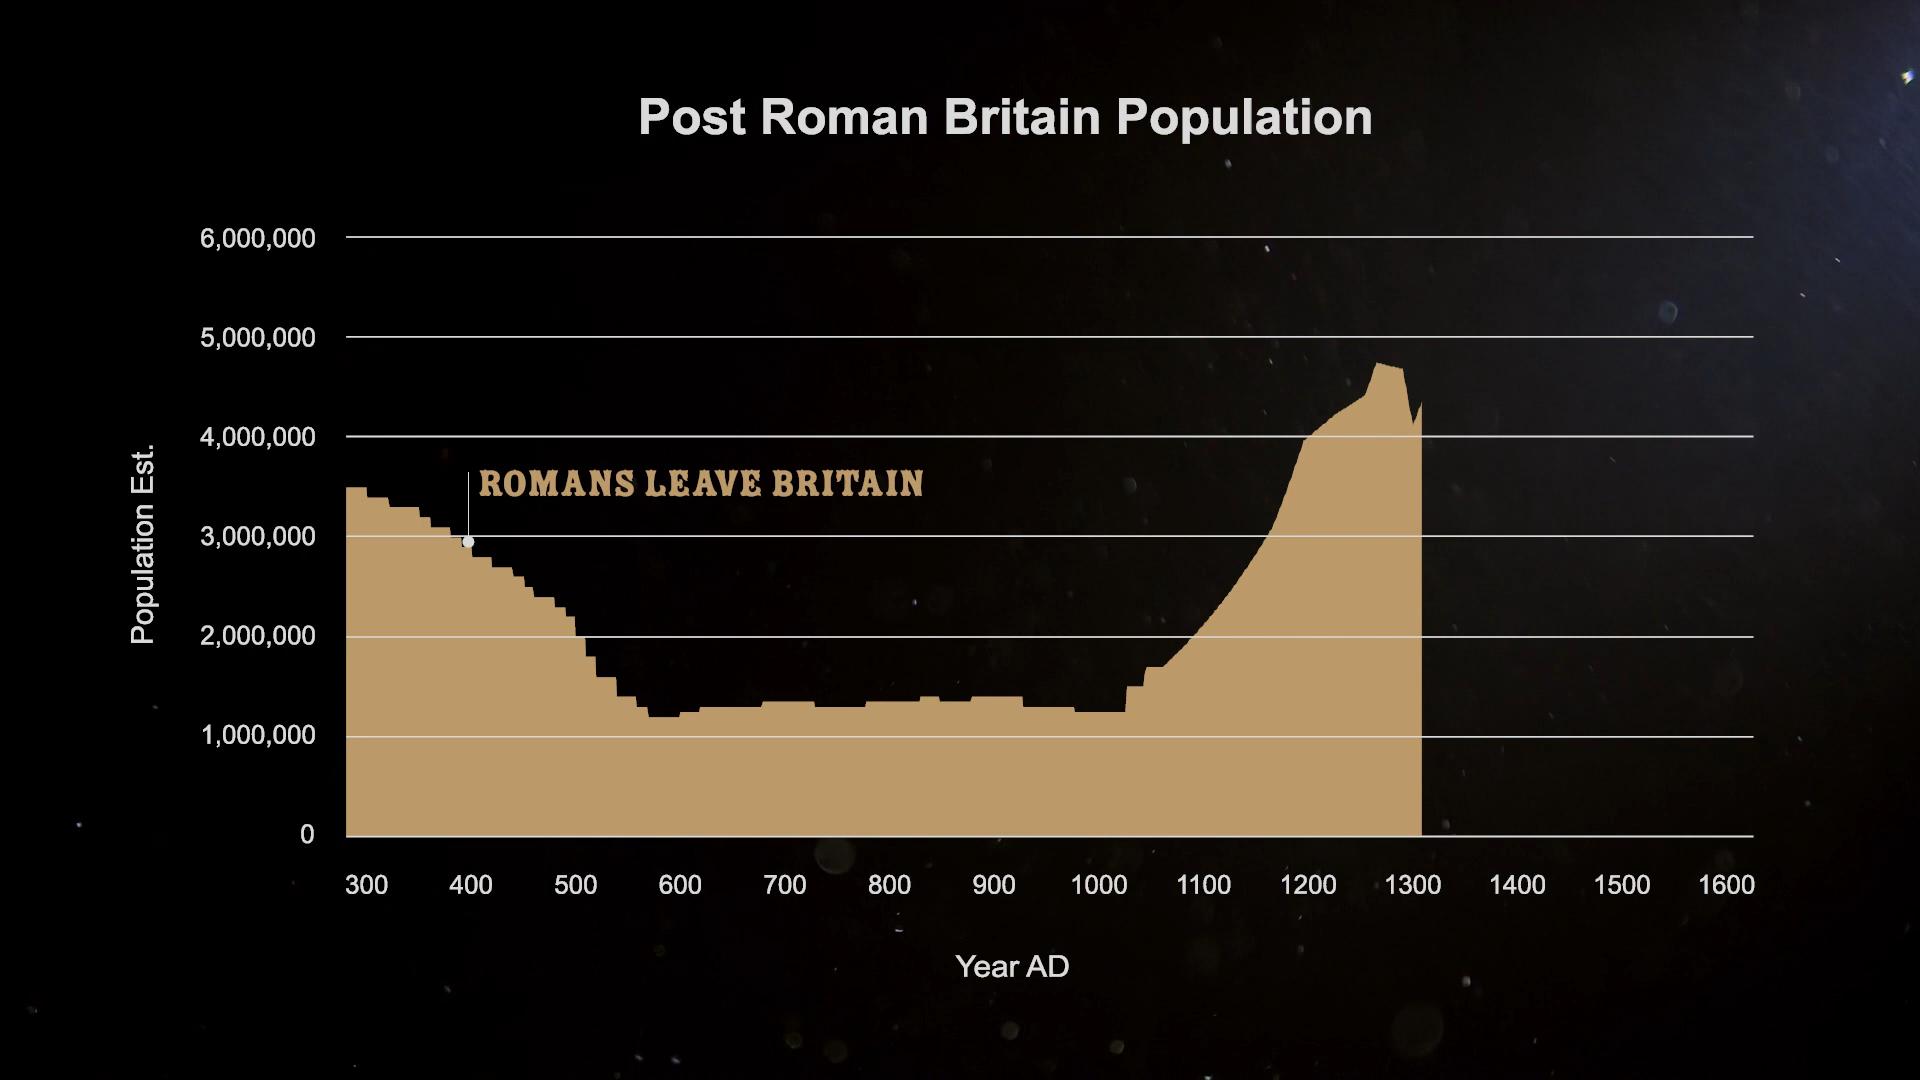 Post Roman Britain Population
6,000,000
5,000,000
4,000,000
ROMANS LEAVE BRITAIN
3,000,000
2,000,000
1,000,000
0
Population Est.
300 400 500 600 700 800 900 1000 1100 1200 1300 1400 1500 1600
Year AD